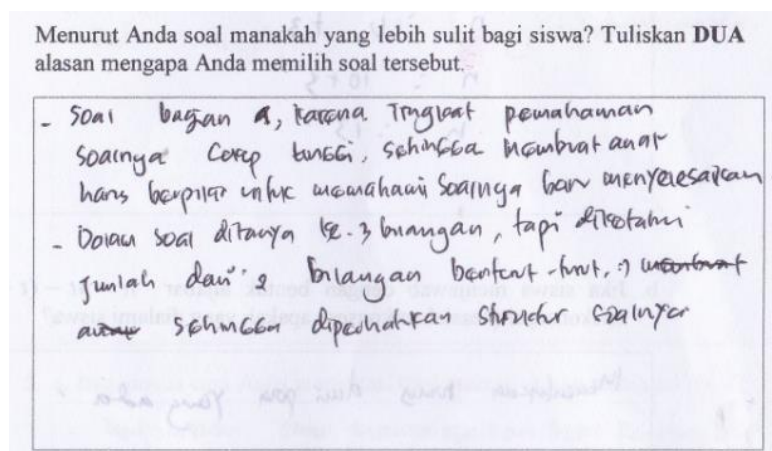 Menurut Anda soal manakah yang lebih sulit bagi siswa? Tuliskan DUA
alasan mengapa Anda memilih soal tersebut.
- Soal bagian a, karena Tingkat pemahaman
soalnya cukup tinggi, sehingga membuat anak
harus berpikir untuk memahami soalnya baru menyelesaikan
- Dalam soal ditanya ke-3 bilangan, tapi diketahui
Jumlah dari 2 bilangan berturut-turut,
sehingga diperhatikan struktur soalnya